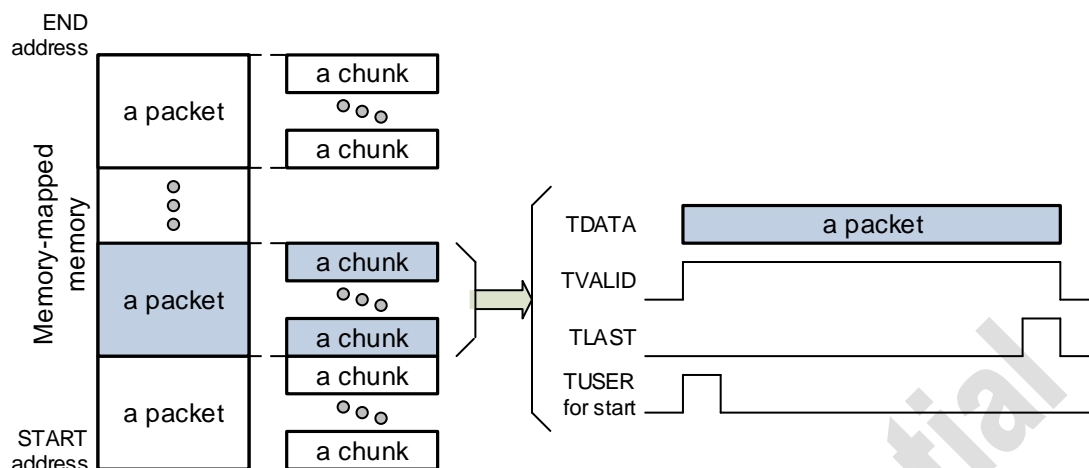 END
address
a packet
a chunk
a chunk
Memory-mapped
memory
a packet
a chunk
a chunk
a packet
a chunk
a chunk
START
address
TDATA
a packet
TVALID
TLAST
TUSER
for start
tial